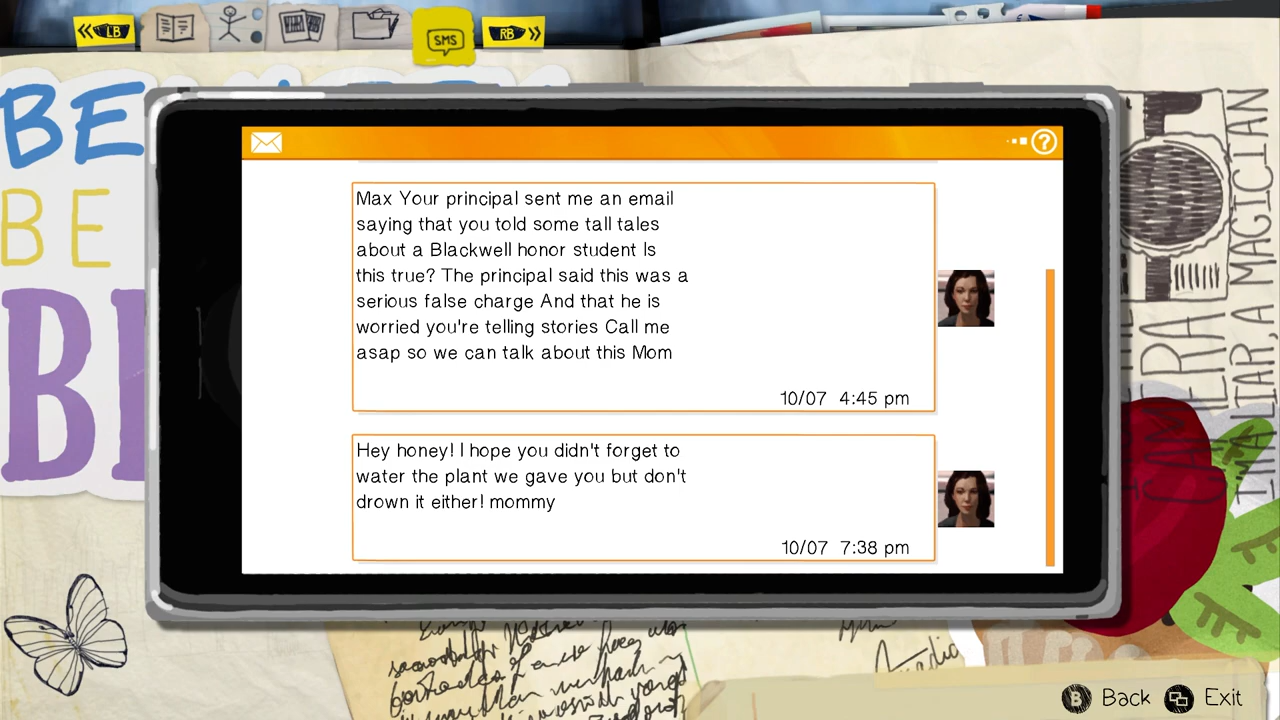 LB
SMS
RB
BE
BE
B
Max Your principal sent me an email
saying that you told some tall tales
about a Blackwell honor student Is
this true? The principal said this was a
serious false charge And that he is
worried you're telling stories Call me
asap so we can talk about this Mom
10/07 4:45 pm
Hey honey! I hope you didn't forget to
water the plant we gave you but don't
drown it either! mommy
10/07 7:38 pm
I'M A LIAR, A MAGICIAN
B Back Exit